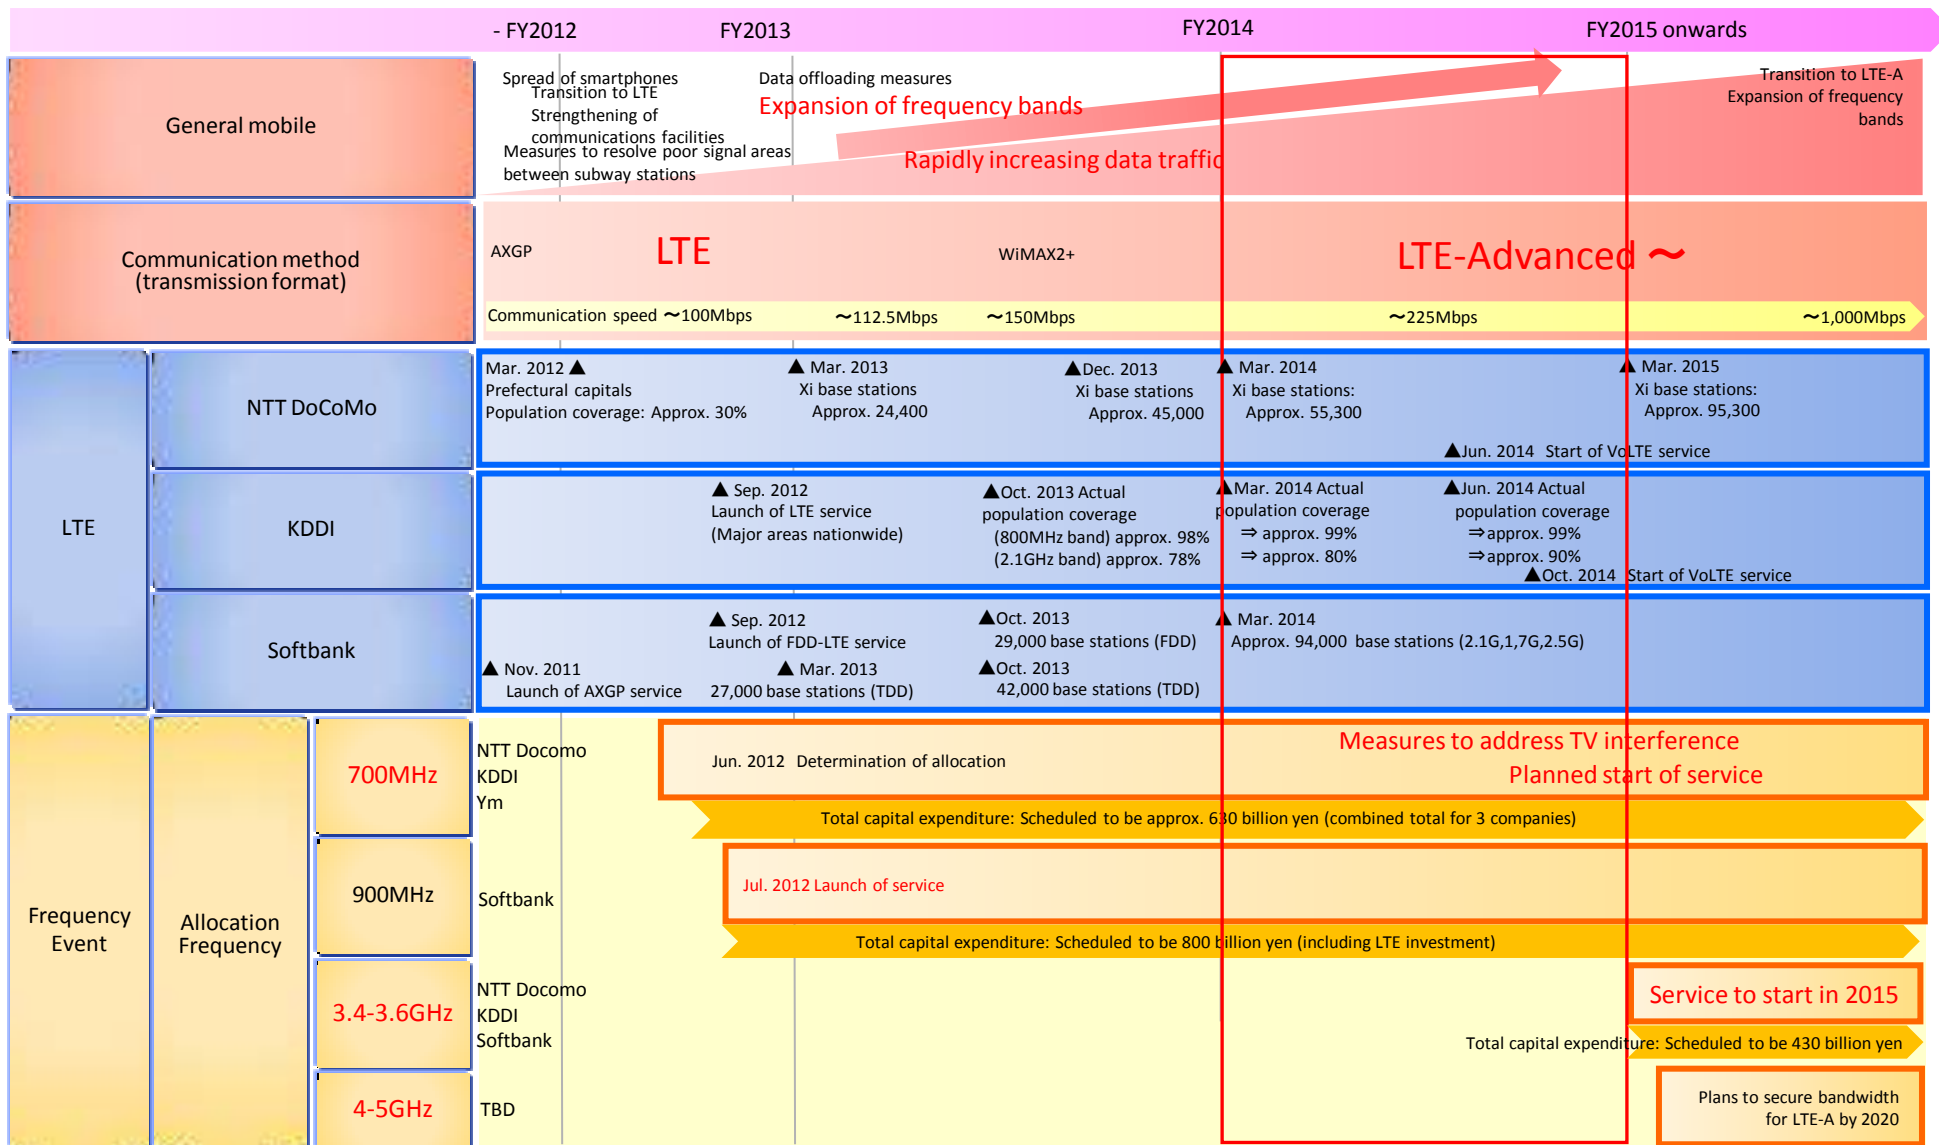 - FY2012
FY2013
FY2014
FY2015 onwards
General mobile
Spread of smartphones
Transition to LTE
Strengthening of
communications facilities
Measures to resolve poor signal areas
between subway stations
Data offloading measures
Expansion of frequency bands
Rapidly increasing data traffic
Transition to LTE-A
Expansion of frequency
bands
Communication method
(transmission format)
AXGP
LTE
WiMAX2+
LTE-Advanced ～
Communication speed ～100Mbps
～112.5Mbps
～150Mbps
～225Mbps
～1,000Mbps
LTE
NTT DoCoMo
Mar. 2012 ▲
Prefectural capitals
Population coverage: Approx. 30%
▲ Mar. 2013
Xi base stations
Approx. 24,400
▲Dec. 2013
Xi base stations
Approx. 45,000
▲ Mar. 2014
Xi base stations:
Approx. 55,300
▲ Mar. 2015
Xi base stations:
Approx. 95,300
▲Jun. 2014 Start of VoLTE service
KDDI
▲ Sep. 2012
Launch of LTE service
(Major areas nationwide)
▲Oct. 2013 Actual
population coverage
(800MHz band) approx. 98%
(2.1GHz band) approx. 78%
▲Mar. 2014 Actual
population coverage
⇒ approx. 99%
⇒ approx. 80%
▲Jun. 2014 Actual
population coverage
⇒approx. 99%
⇒approx. 90%
▲Oct. 2014 Start of VoLTE service
Softbank
▲ Sep. 2012
Launch of FDD-LTE service
▲Oct. 2013
29,000 base stations (FDD)
▲ Mar. 2014
Approx. 94,000 base stations (2.1G,1,7G,2.5G)
▲ Nov. 2011
Launch of AXGP service
▲ Mar. 2013
27,000 base stations (TDD)
▲Oct. 2013
42,000 base stations (TDD)
Frequency
Event
Allocation
Frequency
700MHz
NTT Docomo
KDDI
Ym
Jun. 2012 Determination of allocation
Measures to address TV interference
Planned start of service
Total capital expenditure: Scheduled to be approx. 630 billion yen (combined total for 3 companies)
900MHz
Softbank
Jul. 2012 Launch of service
Total capital expenditure: Scheduled to be 800 billion yen (including LTE investment)
3.4-3.6GHz
NTT Docomo
KDDI
Softbank
Service to start in 2015
Total capital expenditure: Scheduled to be 430 billion yen
4-5GHz
TBD
Plans to secure bandwidth
for LTE-A by 2020